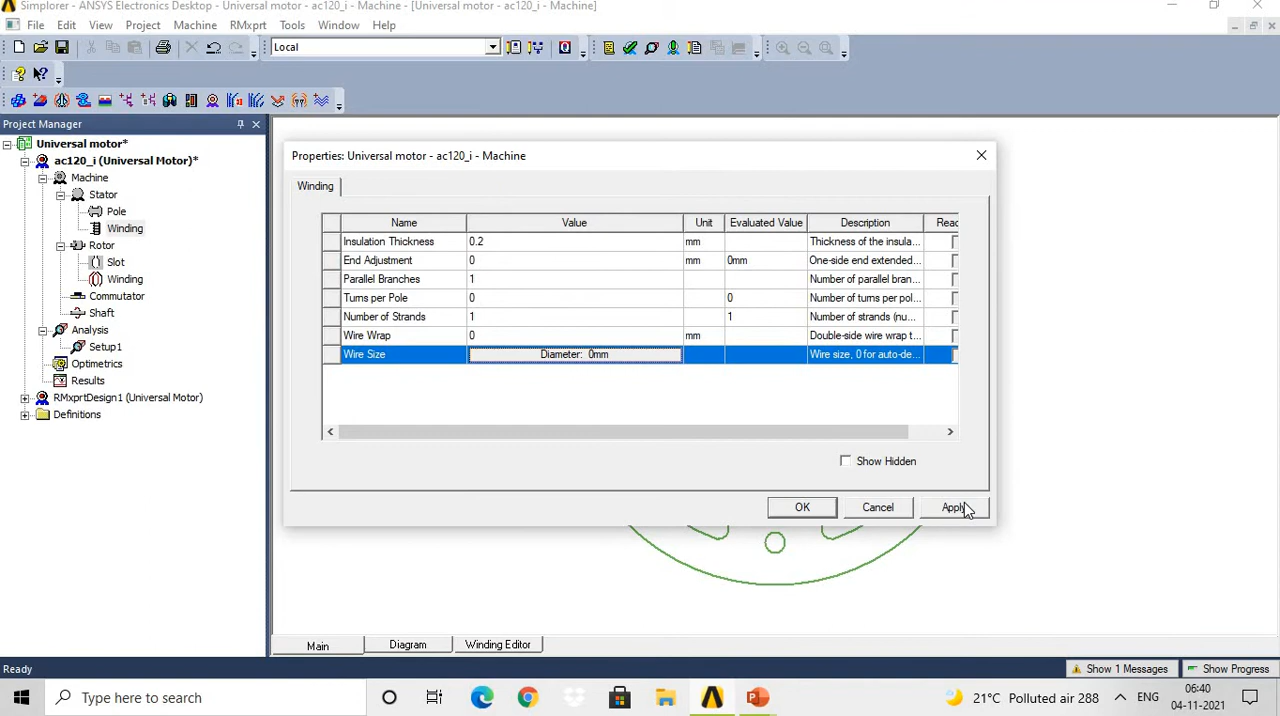 Simplorer - ANSYS Electronics Desktop - Universal motor - ac120_i - Machine - [Universal motor - ac120_i - Machine]
File Edit View Project Machine RMxprt Tools Window Help
Local
Project Manager
Universal motor*
ac120_i (Universal Motor)*
Machine
Stator
Pole
Winding
Rotor
Slot
Winding
Commutator
Shaft
Analysis
Setup1
Optimetrics
Results
RMxprtDesign1 (Universal Motor)
Definitions
Properties: Universal motor - ac120_i - Machine
Winding
Name Value Unit Evaluated Value Description Reac
Insulation Thickness 0.2 mm Thickness of the insula...
End Adjustment 0 mm 0mm One-side end extended...
Parallel Branches 1 Number of parallel bran...
Turns per Pole 0 0 Number of turns per pol...
Number of Strands 1 1 Number of strands (nu...
Wire Wrap 0 mm Double-side wire wrap t...
Wire Size Diameter: 0mm Wire size, 0 for auto-de...
Show Hidden
OK Cancel Apply
Main Diagram Winding Editor
Ready Show 1 Messages Show Progress
Type here to search 21°C Polluted air 288 ENG 06:40
04-11-2021